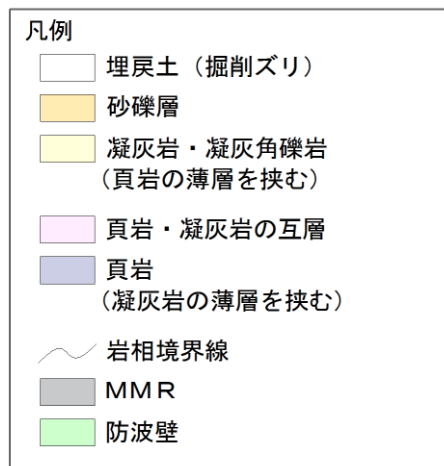 凡例
埋戻土（掘削ズリ）
砂礫層
凝灰岩・凝灰角礫岩
（頁岩の薄層を挟む）
頁岩・凝灰岩の互層
頁岩
（凝灰岩の薄層を挟む）
岩相境界線
ＭＭＲ
防波壁